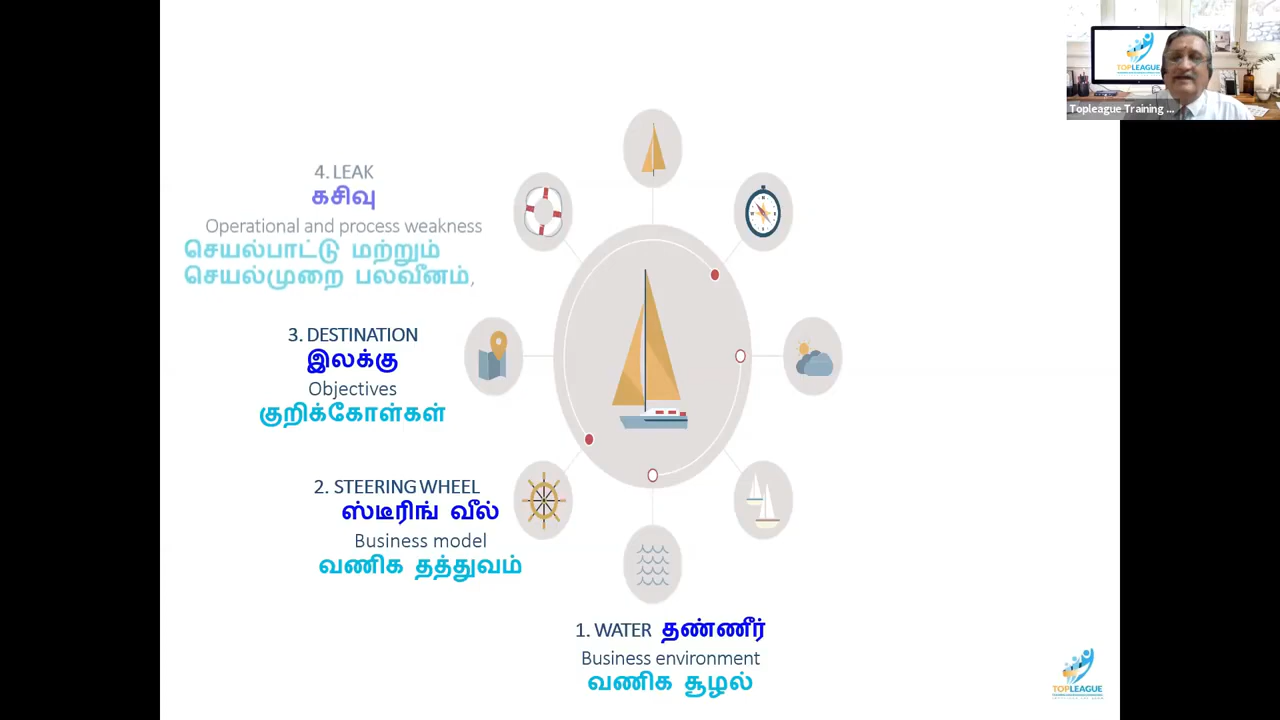 TOPLEAGUE
Topleague Training ...
4. LEAK
கசிவு
Operational and process weakness
செயல்பாட்டு மற்றும்
செயல்முறை பலவீனம்,
3. DESTINATION
இலக்கு
Objectives
குறிக்கோள்கள்
2. STEERING WHEEL
ஸ்டீரிங் வீல்
Business model
வணிக தத்துவம்
1. WATER தண்ணீர்
Business environment
வணிக சூழல்
TOPLEAGUE